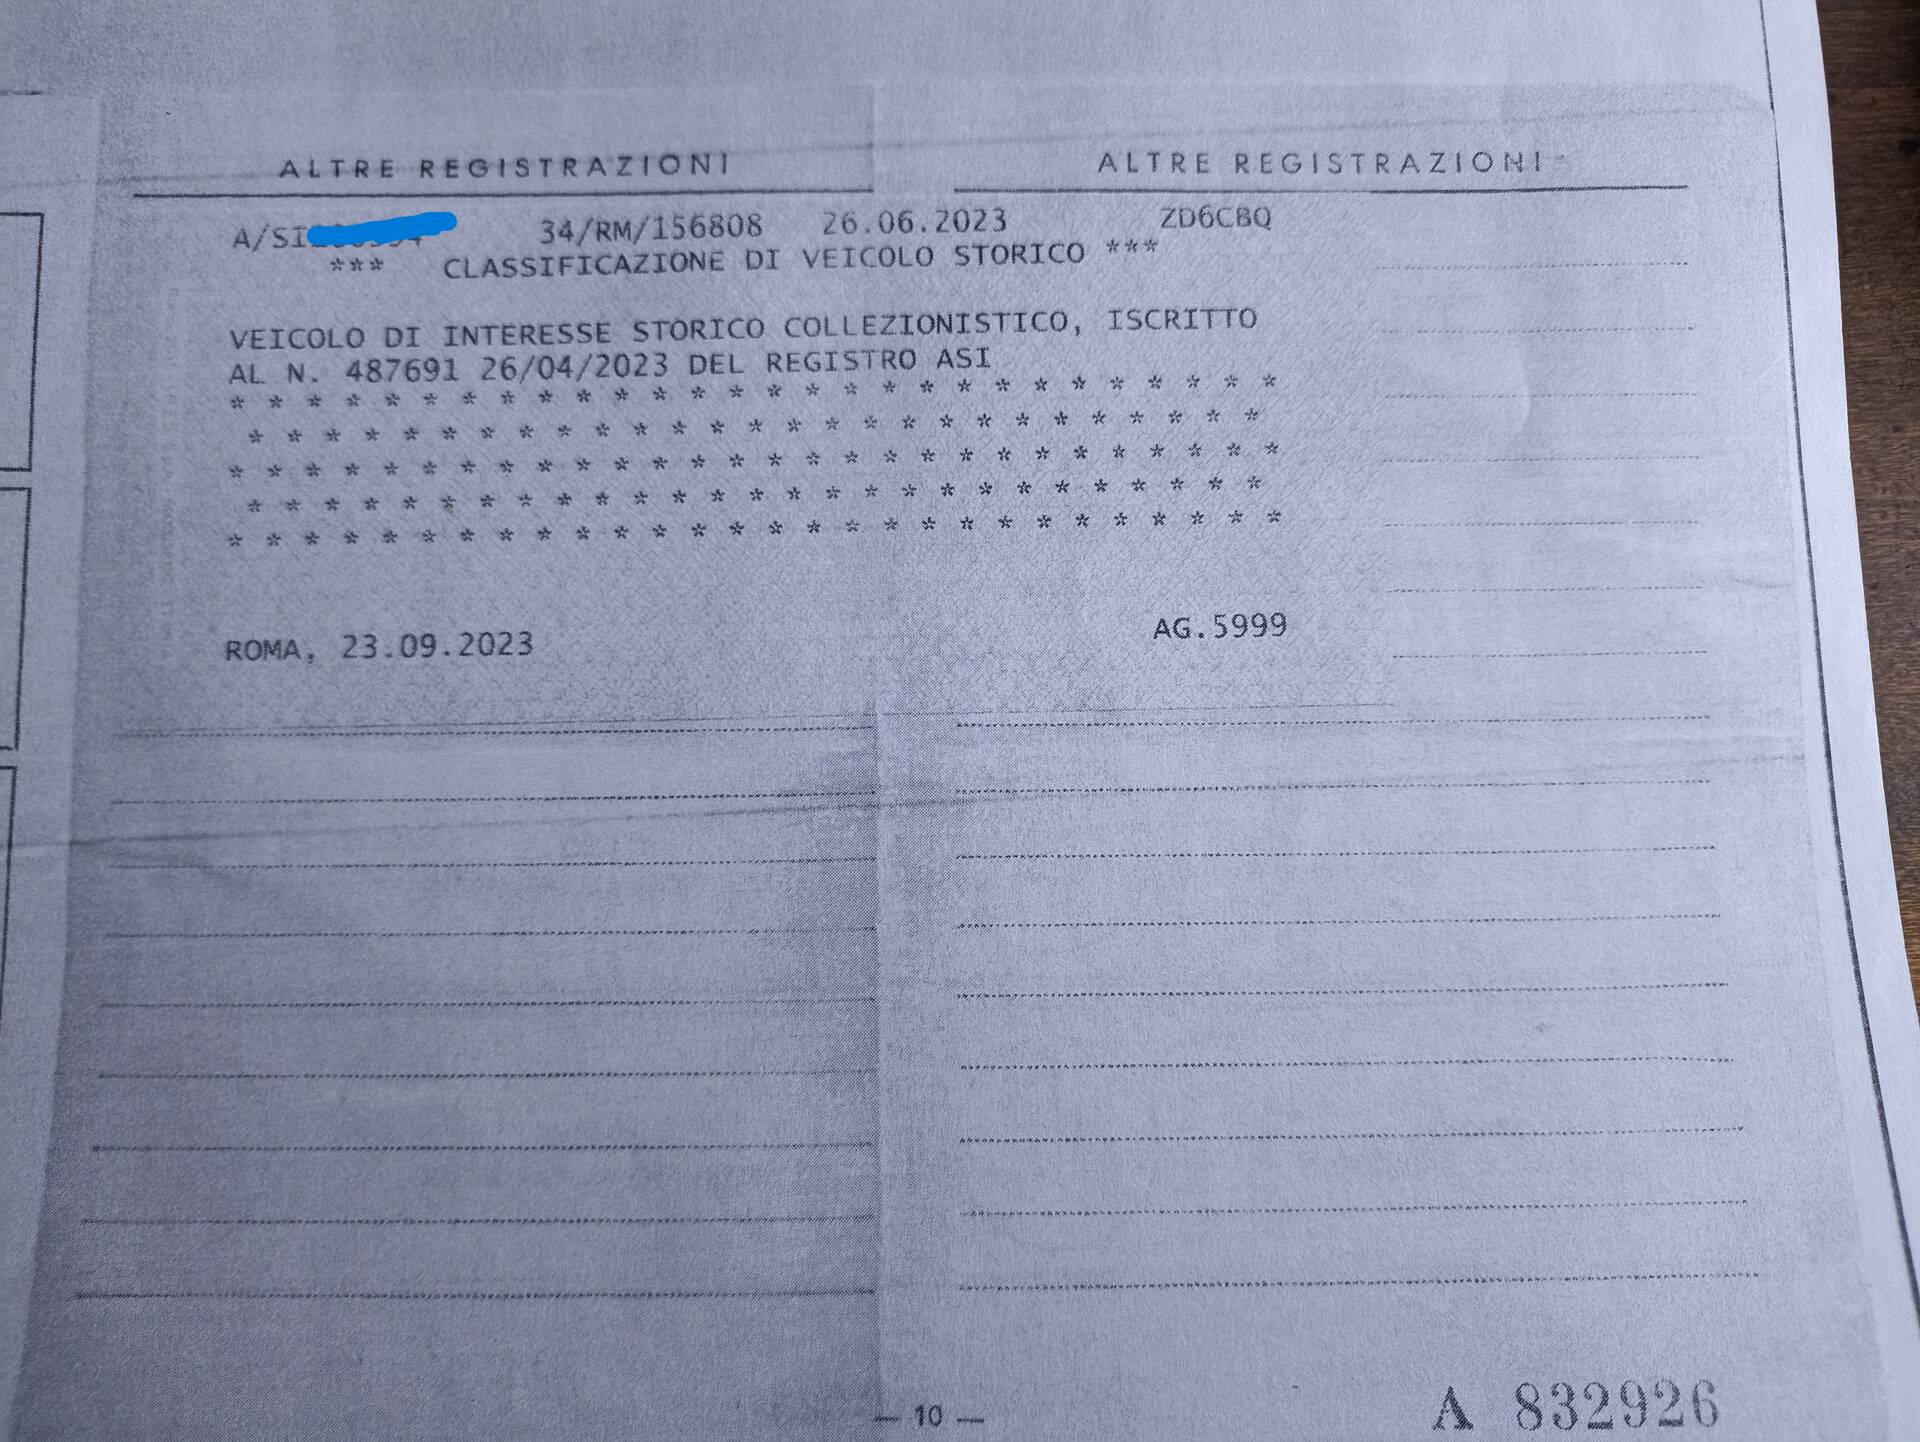 ALTRE REGISTRAZIONI
ALTRE REGISTRAZIONI
A/SI 34/RM/156808 26.06.2023 ZD6CBQ
*** CLASSIFICAZIONE DI VEICOLO STORICO ***
VEICOLO DI INTERESSE STORICO COLLEZIONISTICO, ISCRITTO
AL N. 487691 26/04/2023 DEL REGISTRO ASI
* * * * * * * * * * * * * * * * * * * * * * * * * * * *
* * * * * * * * * * * * * * * * * * * * * * * * * * *
* * * * * * * * * * * * * * * * * * * * * * * * * * * *
* * * * * * * * * * * * * * * * * * * * * * * * * * *
* * * * * * * * * * * * * * * * * * * * * * * * * * * *
ROMA, 23.09.2023 AG.5999
— 10 —
A 832926